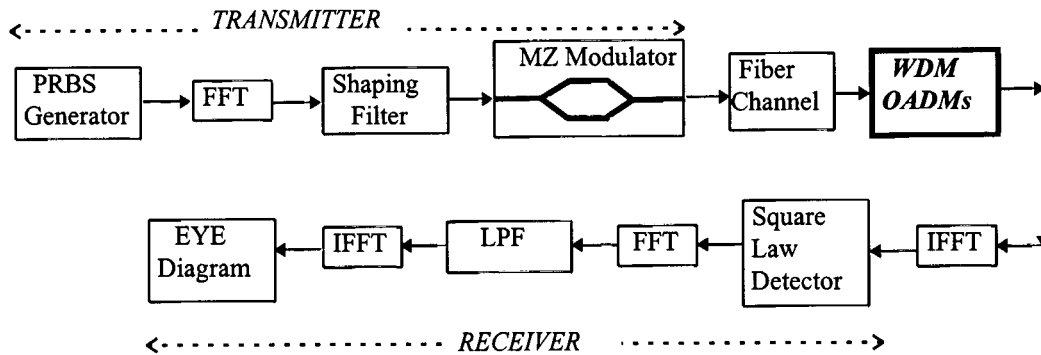 TRANSMITTER
PRBS
Generator
FFT
Shaping
Filter
MZ Modulator
Fiber
Channel
WDM
OADMs
EYE
Diagram
IFFT
LPF
FFT
Square
Law
Detector
IFFT
RECEIVER